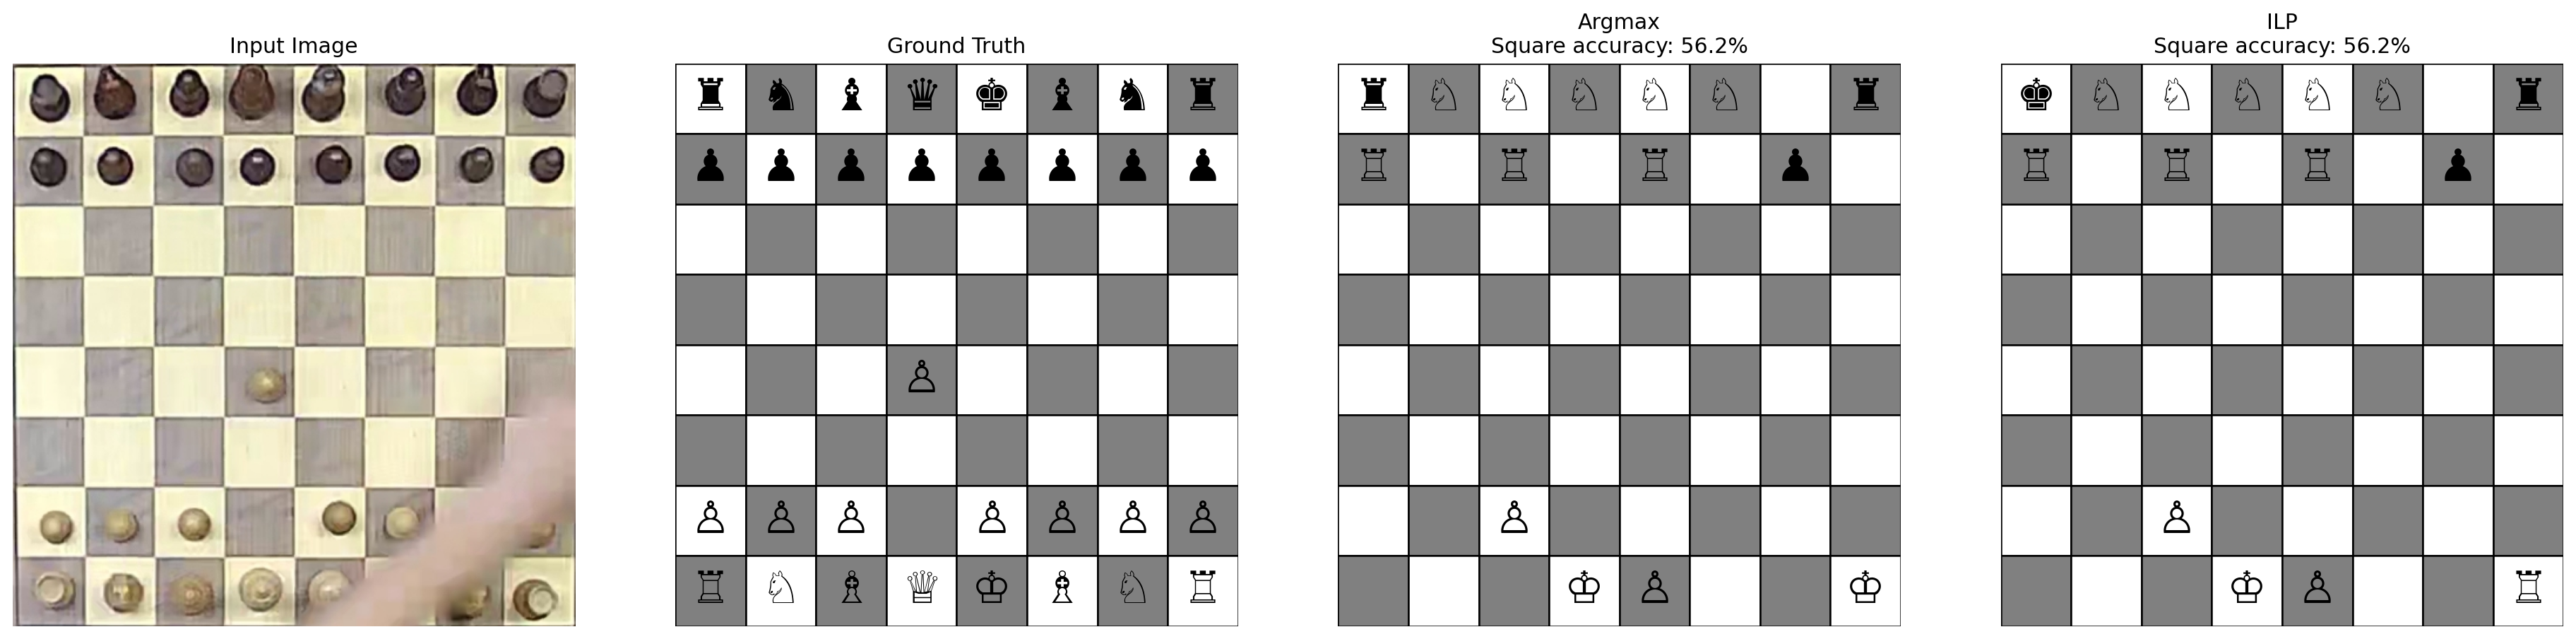 Input Image
Ground Truth
Argmax
Square accuracy: 56.2%
ILP
Square accuracy: 56.2%